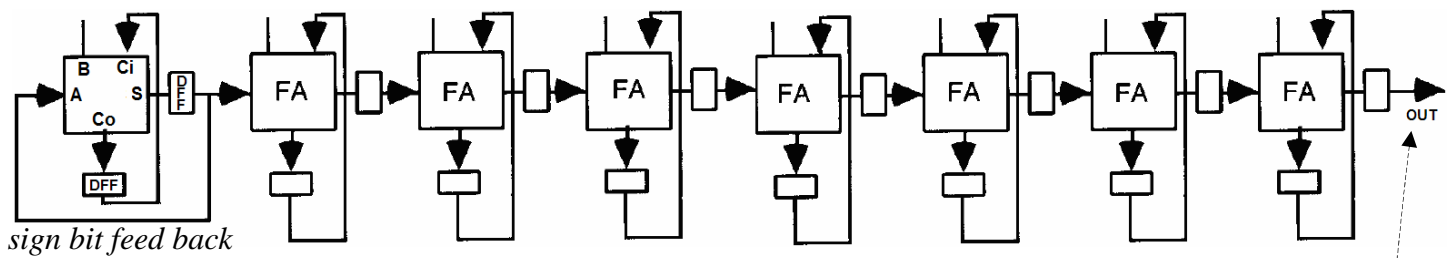 B Ci
A S
Co
DFF
DFF
FA
FA
FA
FA
FA
FA
FA
OUT
sign bit feed back